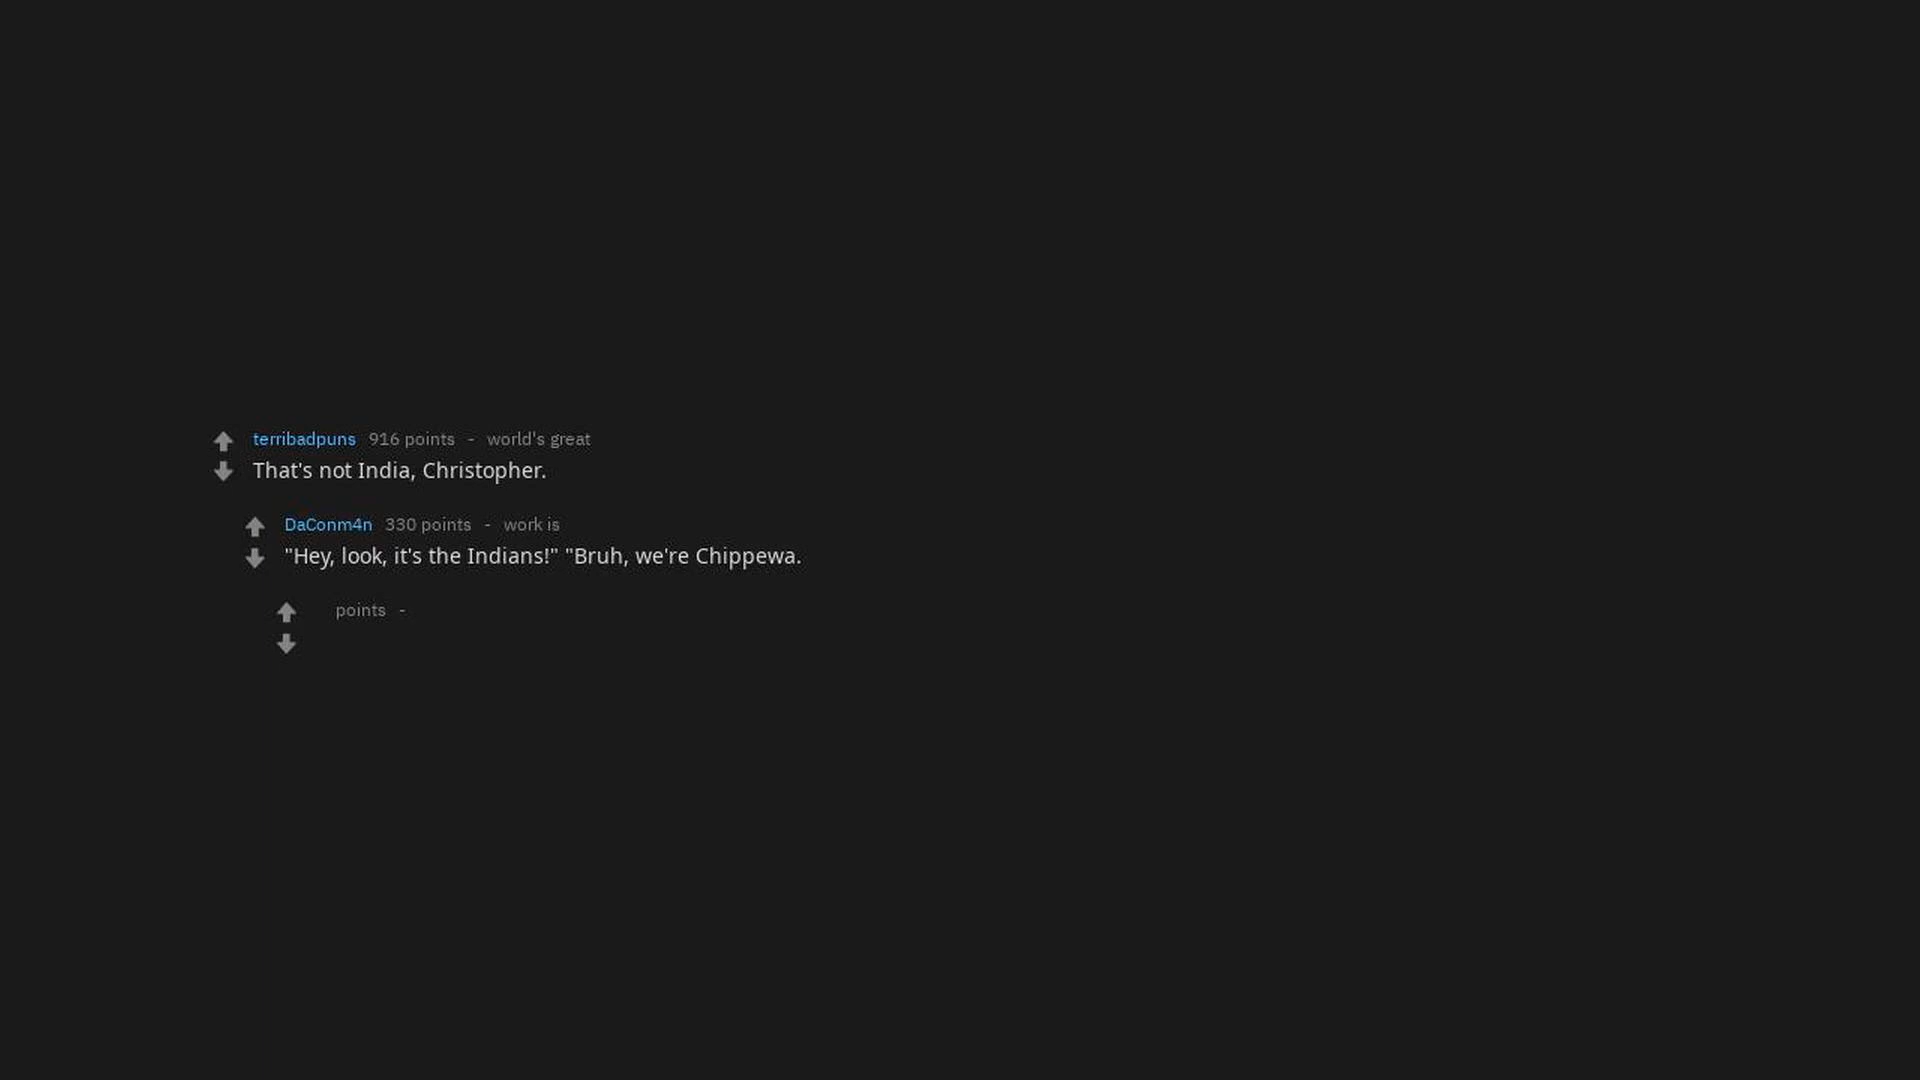 terribadpuns 916 points - world's great
That's not India, Christopher.
DaConm4n 330 points - work is
"Hey, look, it's the Indians!" "Bruh, we're Chippewa.
points -